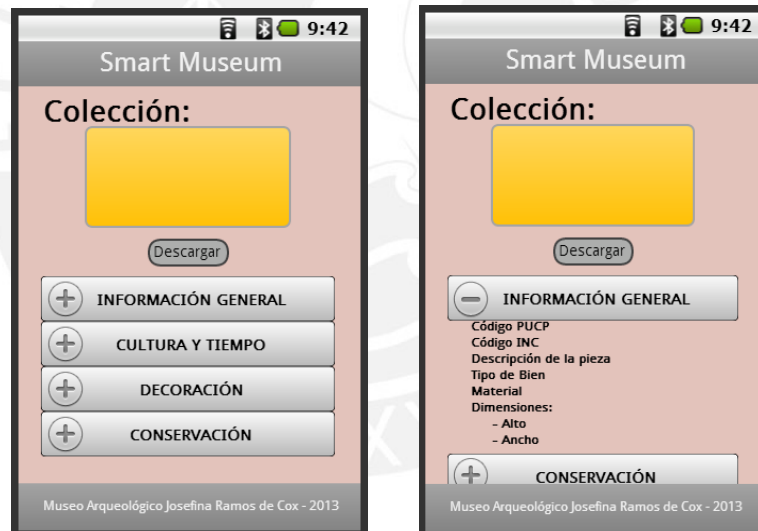 9:42
Smart Museum
Colección:
Descargar
INFORMACIÓN GENERAL
CULTURA Y TIEMPO
DECORACIÓN
CONSERVACIÓN
Museo Arqueológico Josefina Ramos de Cox - 2013
9:42
Smart Museum
Colección:
Descargar
INFORMACIÓN GENERAL
Código PUCP
Código INC
Descripción de la pieza
Tipo de Bien
Material
Dimensiones:
- Alto
- Ancho
CONSERVACIÓN
Museo Arqueológico Josefina Ramos de Cox - 2013